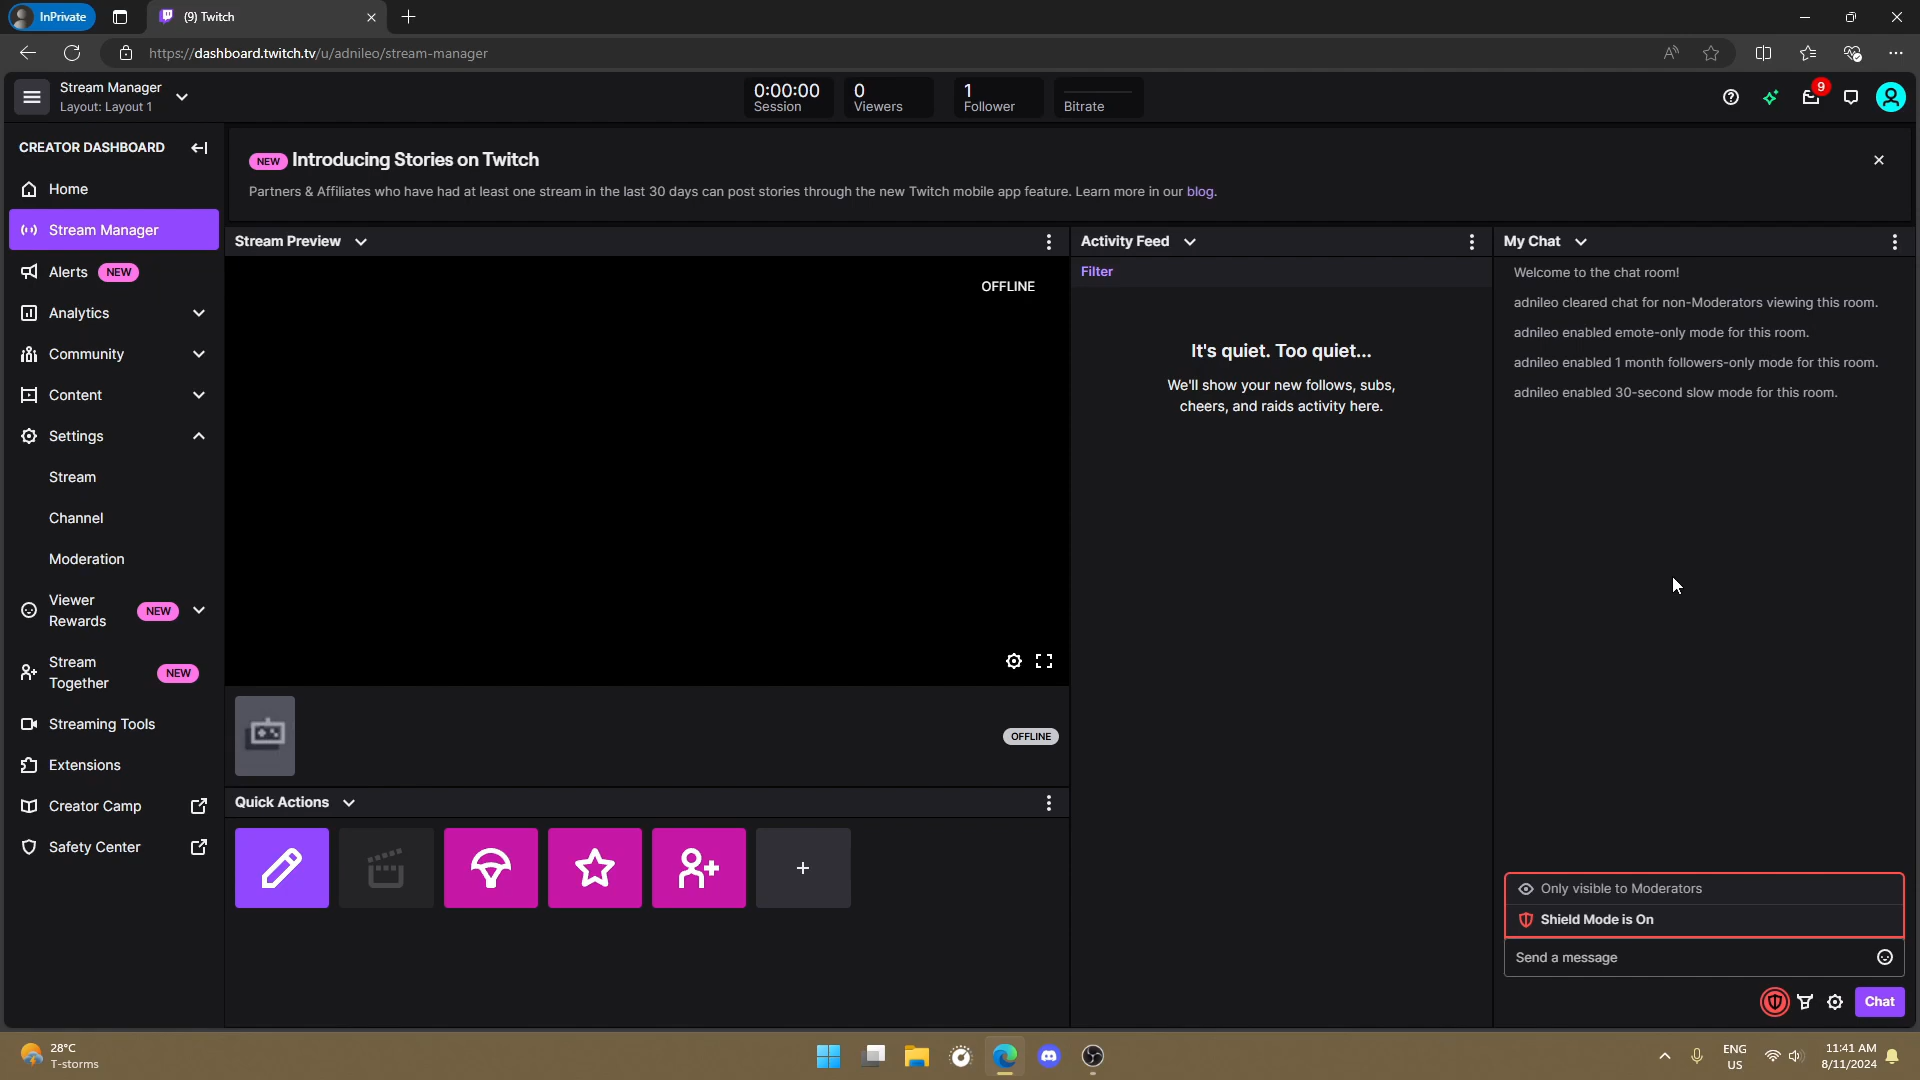 InPrivate
(9) Twitch
https://dashboard.twitch.tv/u/adnileo/stream-manager
Stream Manager
Layout: Layout 1
0:00:00
Session
0
Viewers
1
Follower
Bitrate
9
CREATOR DASHBOARD
Home
Stream Manager
Alerts NEW
Analytics
Community
Content
Settings
Stream
Channel
Moderation
Viewer
Rewards
NEW
Stream
Together
NEW
Streaming Tools
Extensions
Creator Camp
Safety Center
NEW Introducing Stories on Twitch
Partners & Affiliates who have had at least one stream in the last 30 days can post stories through the new Twitch mobile app feature. Learn more in our blog.
Stream Preview
OFFLINE
OFFLINE
Quick Actions
Activity Feed
Filter
It's quiet. Too quiet...
We'll show your new follows, subs,
cheers, and raids activity here.
My Chat
Welcome to the chat room!
adnileo cleared chat for non-Moderators viewing this room.
adnileo enabled emote-only mode for this room.
adnileo enabled 1 month followers-only mode for this room.
adnileo enabled 30-second slow mode for this room.
Only visible to Moderators
Shield Mode is On
Send a message
Chat
28°C
T-storms
ENG
US
11:41 AM
8/11/2024